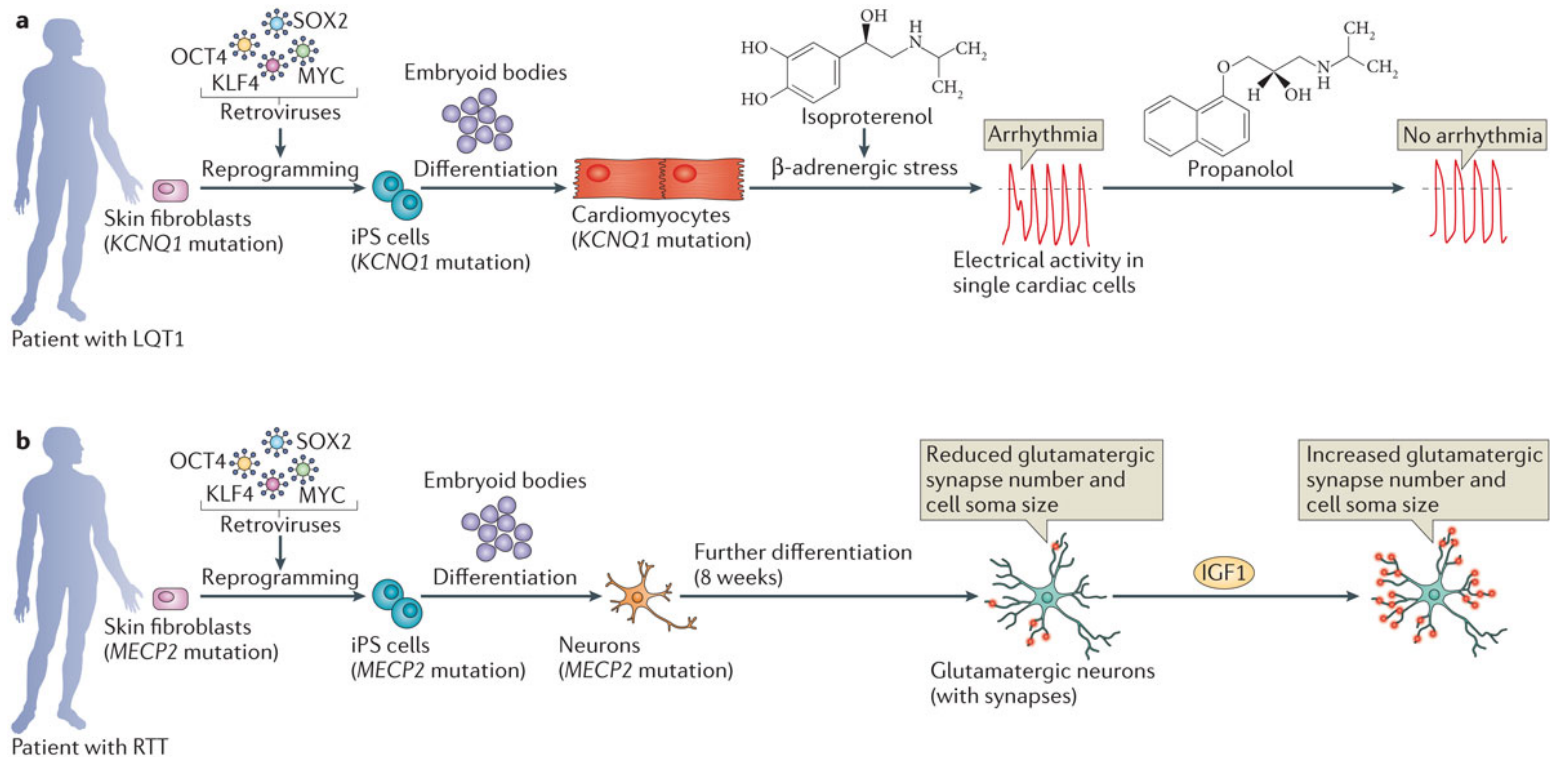 a
SOX2
OCT4
KLF4
MYC
Retroviruses
Reprogramming
Skin fibroblasts
(KCNQ1 mutation)
Patient with LQT1
Embryoid bodies
Differentiation
iPS cells
(KCNQ1 mutation)
Cardiomyocytes
(KCNQ1 mutation)
HO
HO
OH
H
N
CH2
CH2
Isoproterenol
β-adrenergic stress
Arrhythmia
Electrical activity in
single cardiac cells
O
H
OH
N
H
CH2
CH2
Propanolol
No arrhythmia
b
SOX2
OCT4
KLF4
MYC
Retroviruses
Reprogramming
Skin fibroblasts
(MECP2 mutation)
Patient with RTT
Embryoid bodies
Differentiation
iPS cells
(MECP2 mutation)
Neurons
(MECP2 mutation)
Further differentiation
(8 weeks)
Reduced glutamatergic
synapse number and
cell soma size
Glutamatergic neurons
(with synapses)
IGF1
Increased glutamatergic
synapse number and
cell soma size